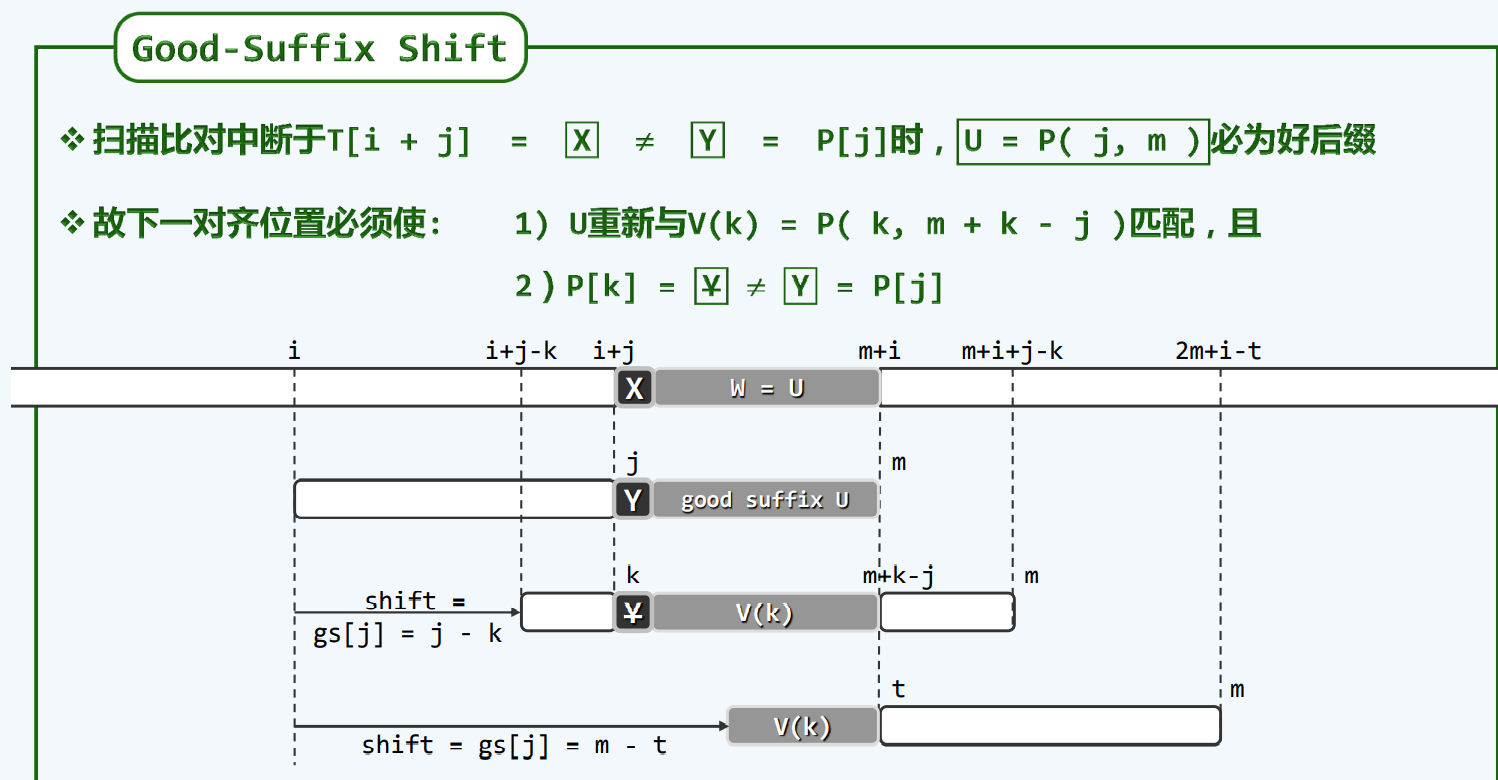 Good-Suffix Shift
❖ 扫描比对中断于T[i + j] = X ≠ Y = P[j]时，U = P( j, m )必为好后缀
❖ 故下一对齐位置必须使： 1) U重新与V(k) = P( k, m + k - j )匹配，且
2)P[k] = ¥ ≠ Y = P[j]
i i+j-k i+j m+i m+i+j-k 2m+i-t
X W = U
j m
Y good suffix U
k m+k-j m
shift =
¥ V(k)
gs[j] = j - k
t m
V(k)
shift = gs[j] = m - t